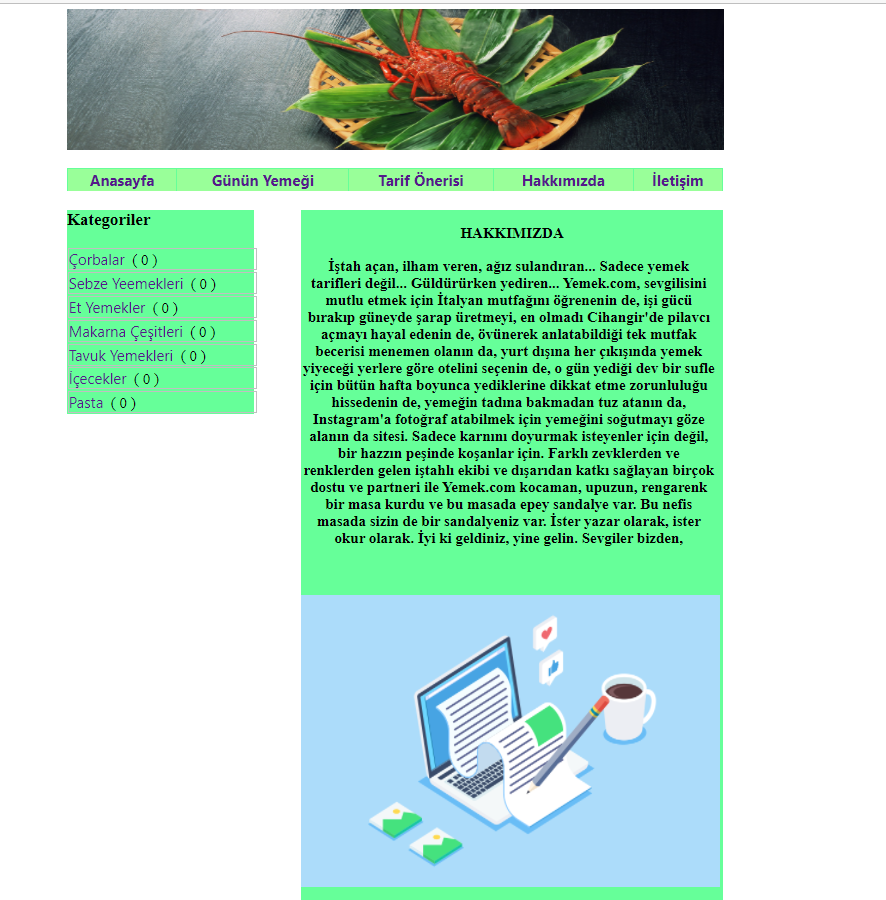 Anasayfa Günün Yemeği Tarif Önerisi Hakkımızda İletişim
Kategoriler
Çorbalar ( 0 )
Sebze Yeemekleri ( 0 )
Et Yemekler ( 0 )
Makarna Çeşitleri ( 0 )
Tavuk Yemekleri ( 0 )
İçecekler ( 0 )
Pasta ( 0 )
HAKKIMIZDA
İştah açan, ilham veren, ağız sulandıran... Sadece yemek
tarifleri değil... Güldürürken yediren... Yemek.com, sevgilisini
mutlu etmek için İtalyan mutfağını öğrenenin de, işi gücü
bırakıp güneyde şarap üretmeyi, en olmadı Cihangir'de pilavcı
açmayı hayal edenin de, övünerek anlatabildiği tek mutfak
becerisi menemen olanın da, yurt dışına her çıkışında yemek
yiyeceği yerlere göre otelini seçenin de, o gün yediği dev bir sufle
için bütün hafta boyunca yediklerine dikkat etme zorunluluğu
hissedenin de, yemeğin tadına bakmadan tuz atanın da,
Instagram'a fotoğraf atabilmek için yemeğini soğutmayı göze
alanın da sitesi. Sadece karnını doyurmak isteyenler için değil,
bir hazzın peşinde koşanlar için. Farklı zevklerden ve
renklerden gelen iştahlı ekibi ve dışarıdan katkı sağlayan birçok
dostu ve partneri ile Yemek.com kocaman, upuzun, rengarenk
bir masa kurdu ve bu masada epey sandalye var. Bu nefis
masada sizin de bir sandalyeniz var. İster yazar olarak, ister
okur olarak. İyi ki geldiniz, yine gelin. Sevgiler bizden,